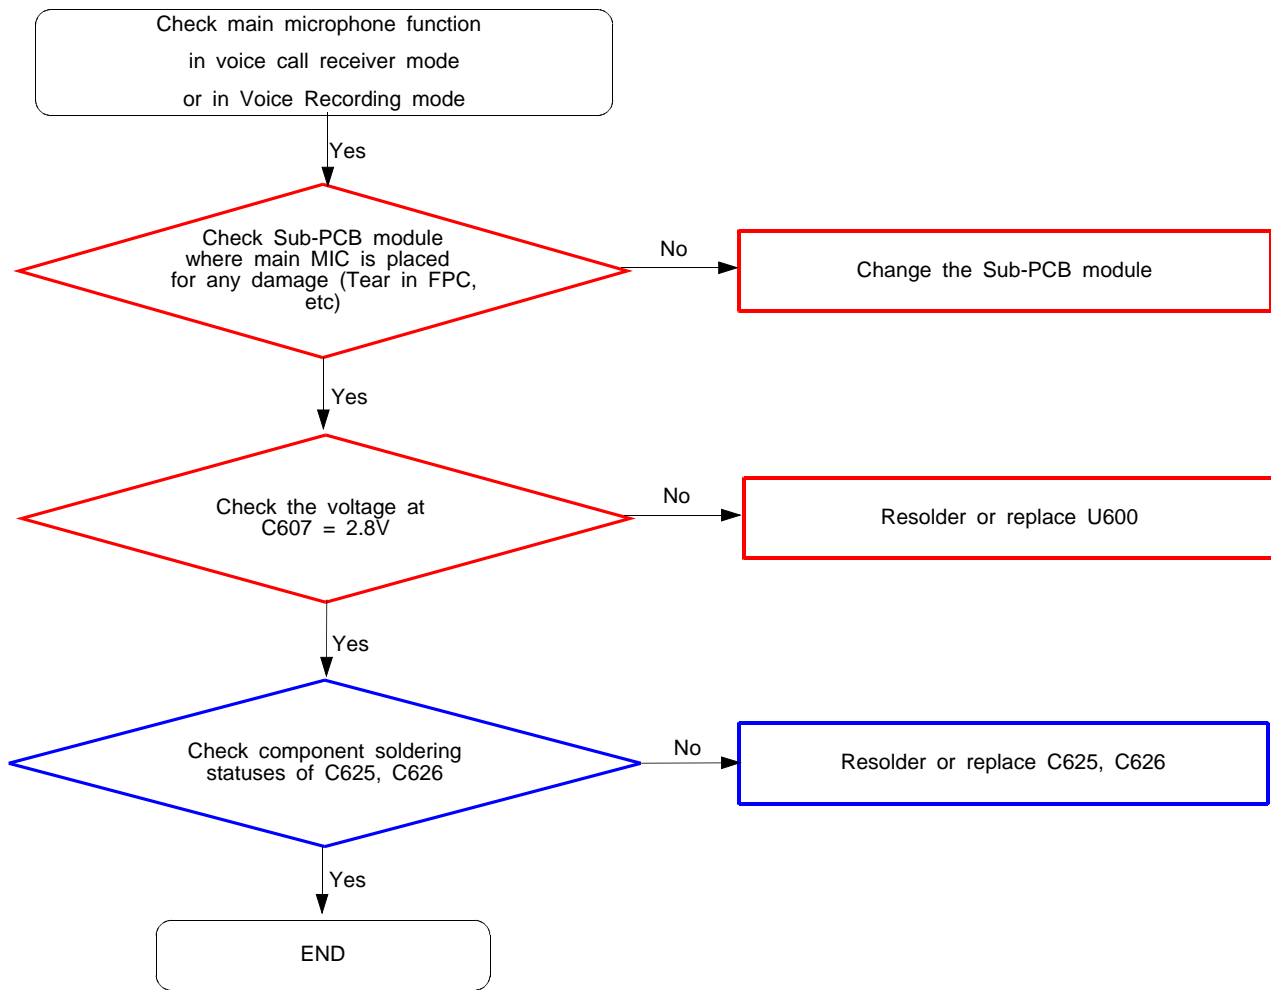 Check main microphone function
in voice call receiver mode
or in Voice Recording mode
Yes
Check Sub-PCB module
where main MIC is placed
for any damage (Tear in FPC,
etc)
No
Change the Sub-PCB module
Yes
Check the voltage at
C607 = 2.8V
No
Resolder or replace U600
Yes
Check component soldering
statuses of C625, C626
No
Resolder or replace C625, C626
Yes
END